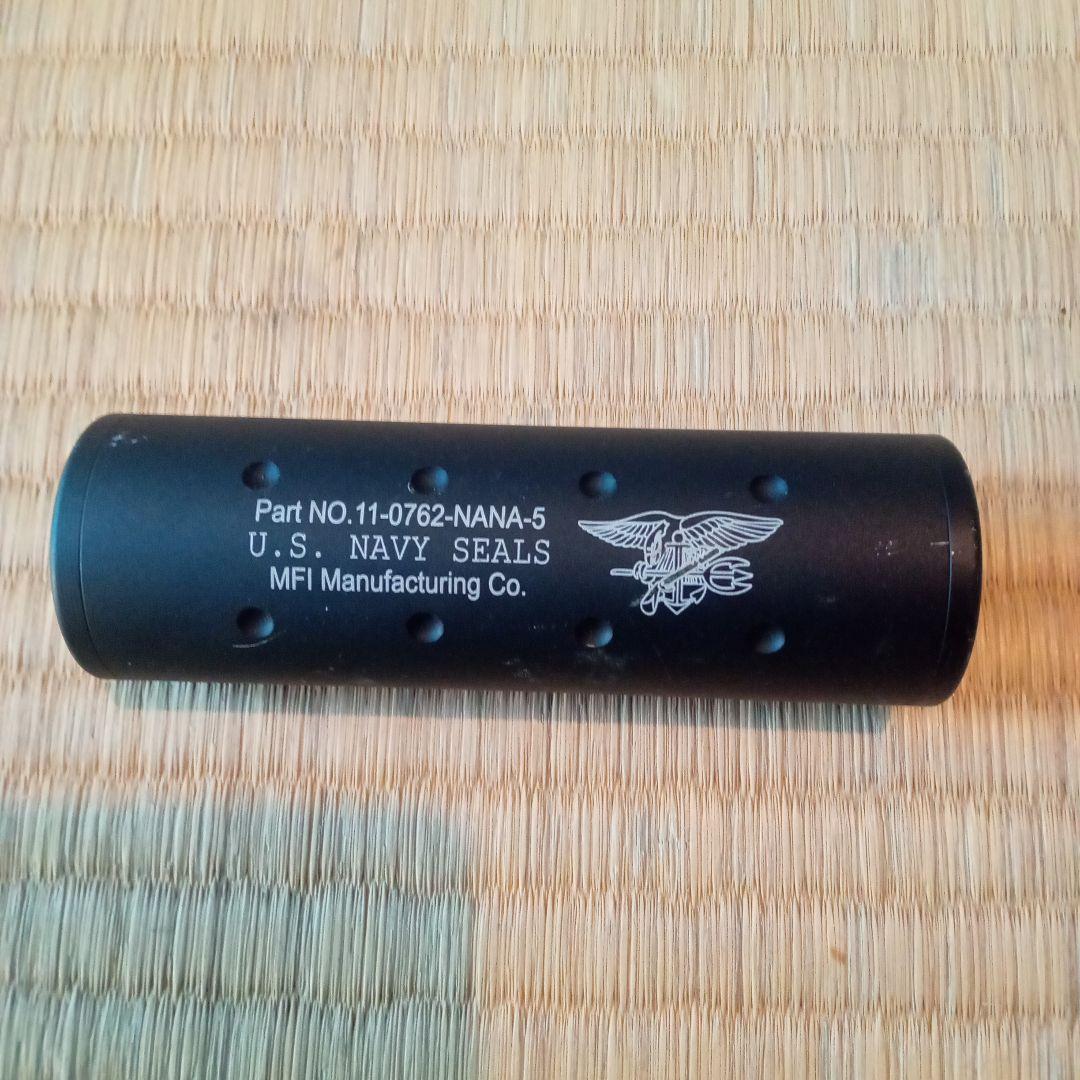 Part NO.11-0762-NANA-5
U.S. NAVY SEALS
MFI Manufacturing Co.